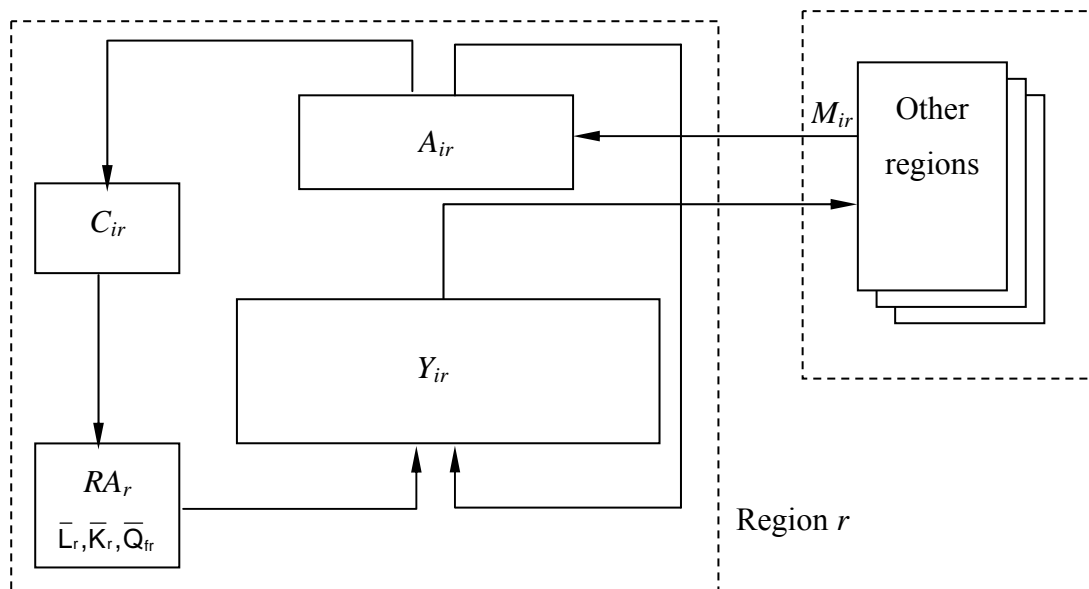 A_ir
M_ir
Other
regions
C_ir
Y_ir
RA_r
L̄_r,K̄_r,Q̄_fr
Region r